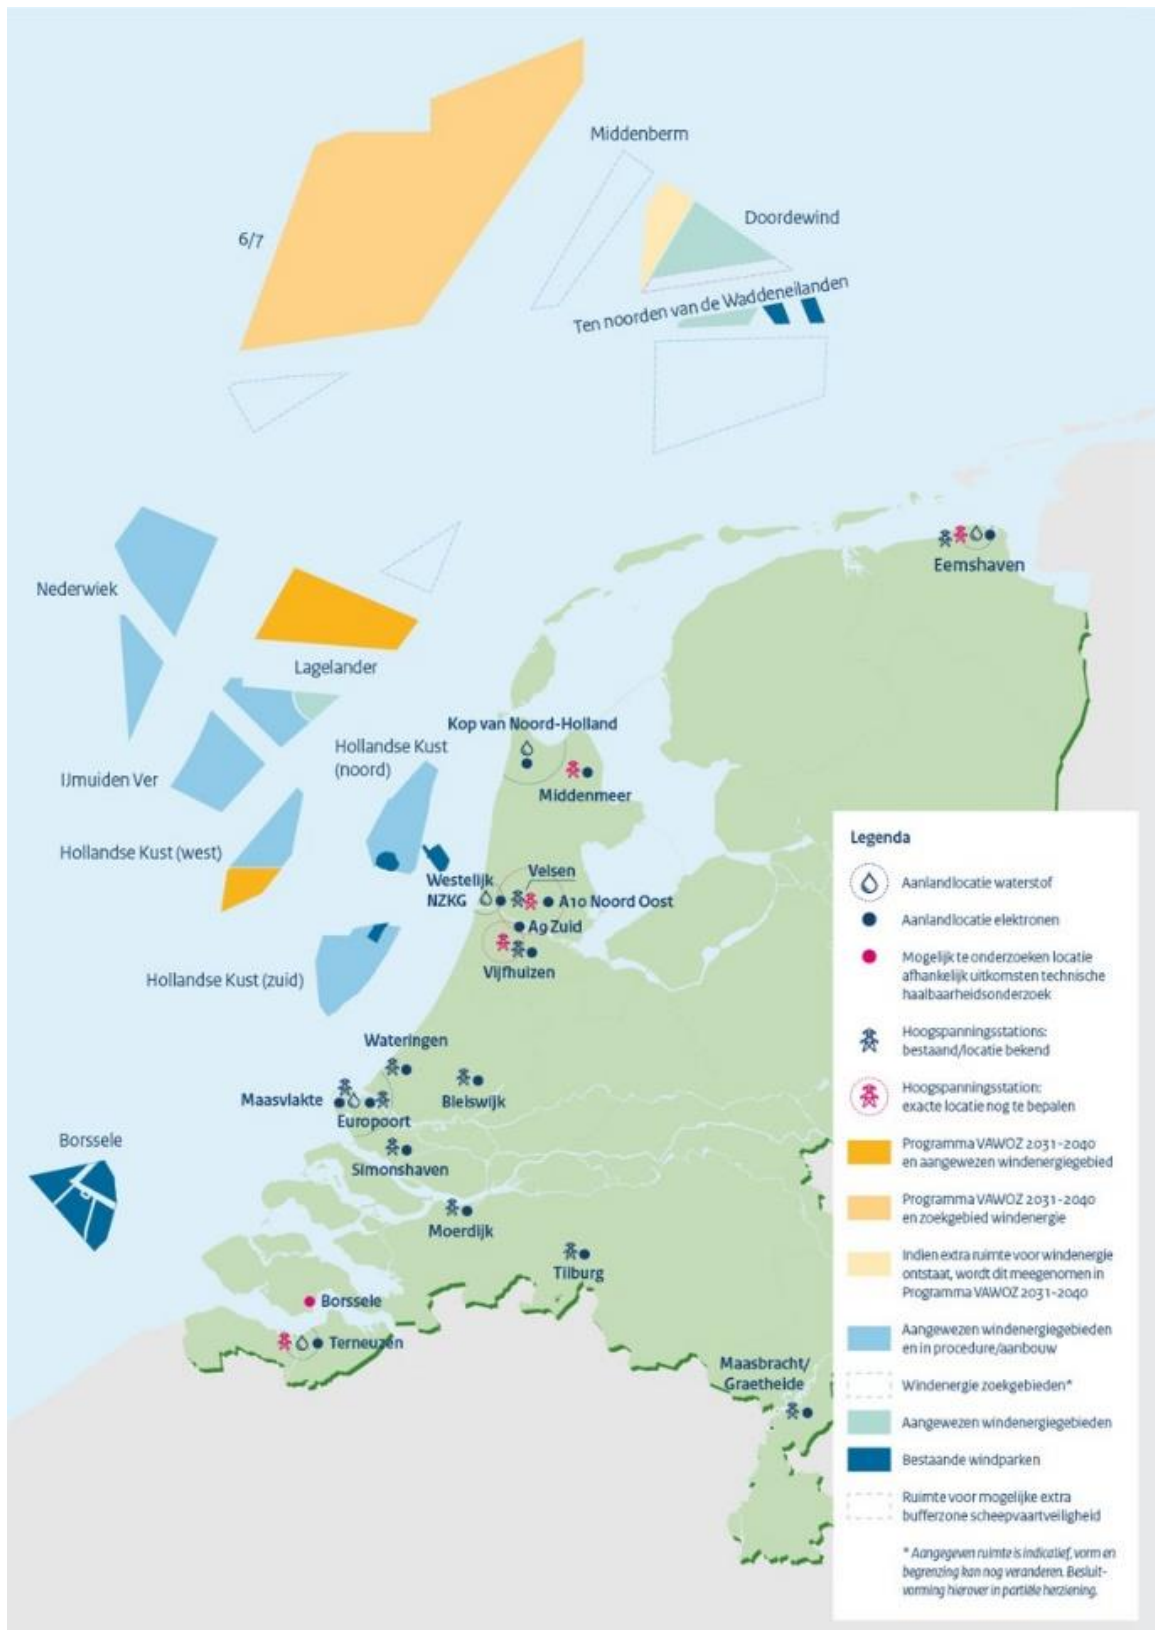 Middenberm
Doordewind
6/7
Ten noorden van de Waddeneilanden
Eemshaven
Nederwiek
Lagelander
Kop van Noord-Holland
Hollandse Kust
(noord)
IJmuiden Ver
Middenmeer
Hollandse Kust (west)
Velsen
Westelijk
NZKG
A10 Noord Oost
A9 Zuid
Vijfhuizen
Hollandse Kust (zuid)
Wateringen
Maasvlakte
Bleiswijk
Europoort
Borssele
Simonshaven
Moerdijk
Tilburg
Borssele
Terneuzen
Maasbracht/
Graetheide
Legenda
Aanlandlocatie waterstof
Aanlandlocatie elektronen
Mogelijk te onderzoeken locatie
afhankelijk uitkomsten technische
haalbaarheidsonderzoek
Hoogspanningsstations:
bestaand/locatie bekend
Hoogspanningsstation:
exacte locatie nog te bepalen
Programma VAWOZ 2031-2040
en aangewezen windenergiegebied
Programma VAWOZ 2031-2040
en zoekgebied windenergie
Indien extra ruimte voor windenergie
ontstaat, wordt dit meegenomen in
Programma VAWOZ 2031-2040
Aangewezen windenergiegebieden
en in procedure/aanbouw
Windenergie zoekgebieden*
Aangewezen windenergiegebieden
Bestaande windparken
Ruimte voor mogelijke extra
bufferzone scheepvaartveiligheid
* Aangegeven ruimte is indicatief, vorm en
begrenzing kan nog veranderen. Besluit-
vorming hierover in partiële herziening.